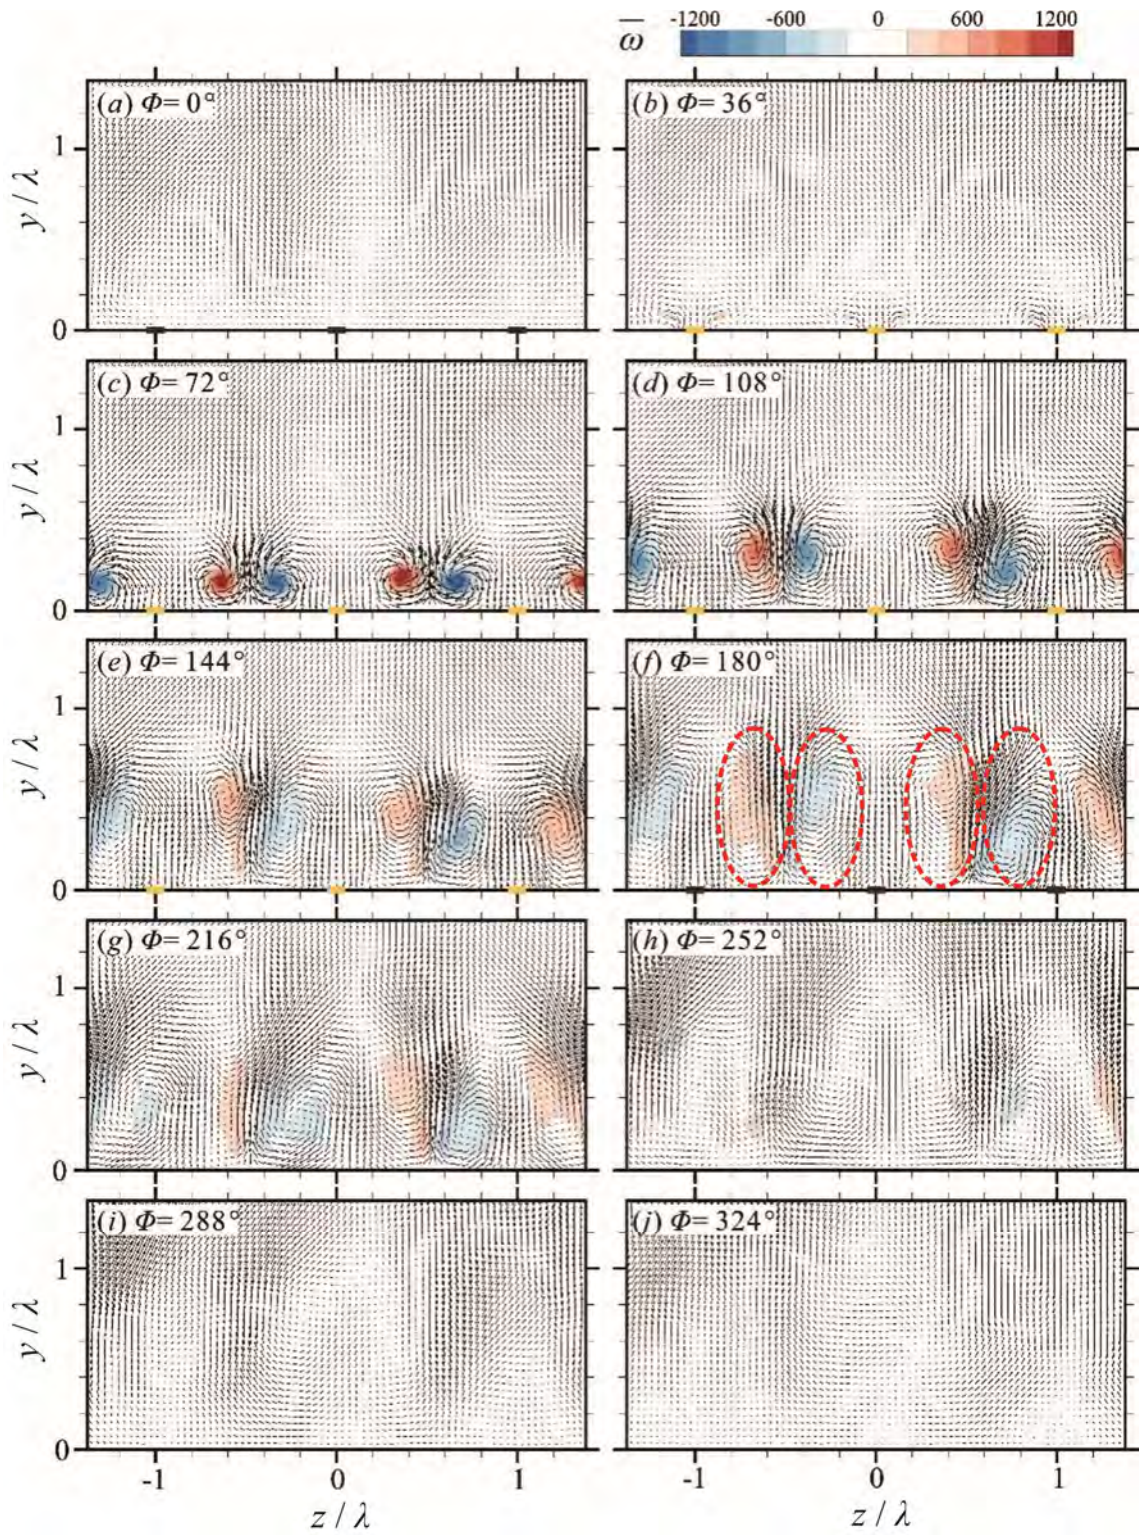 -1200 -600 0 600 1200
ω
(a) Φ= 0° (b) Φ= 36°
1
y / λ
0
(c) Φ= 72° (d) Φ= 108°
1
y / λ
0
(e) Φ= 144° (f) Φ= 180°
1
y / λ
0
(g) Φ= 216° (h) Φ= 252°
1
y / λ
0
(i) Φ= 288° (j) Φ= 324°
1
y / λ
0
-1 0 1 -1 0 1
z / λ z / λ